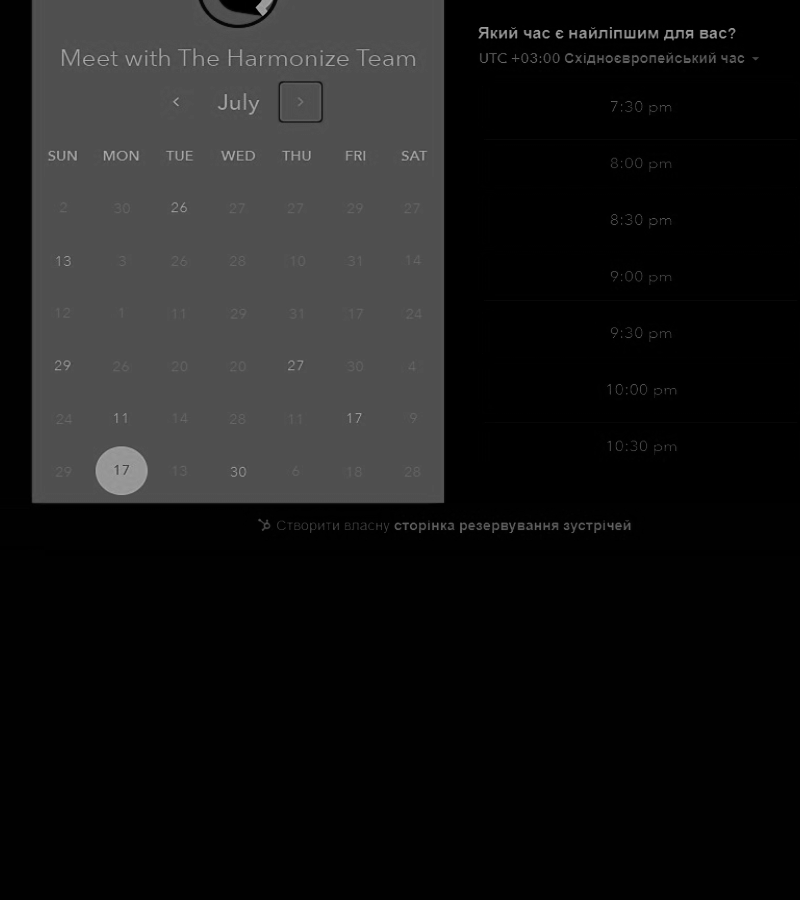 Meet with The Harmonize Team
July
SUN MON TUE WED THU FRI SAT
2 30 26 27 27 29 27
13 3 26 28 10 31 14
12 1 11 29 31 17 24
29 26 20 20 27 30 4
24 11 14 28 11 17 9
29 17 13 30 6 18 28
Який час є найліпшим для вас?
UTC +03:00 Східноєвропейський час
7:30 pm
8:00 pm
8:30 pm
9:00 pm
9:30 pm
10:00 pm
10:30 pm
Створити власну сторінка резервування зустрічей